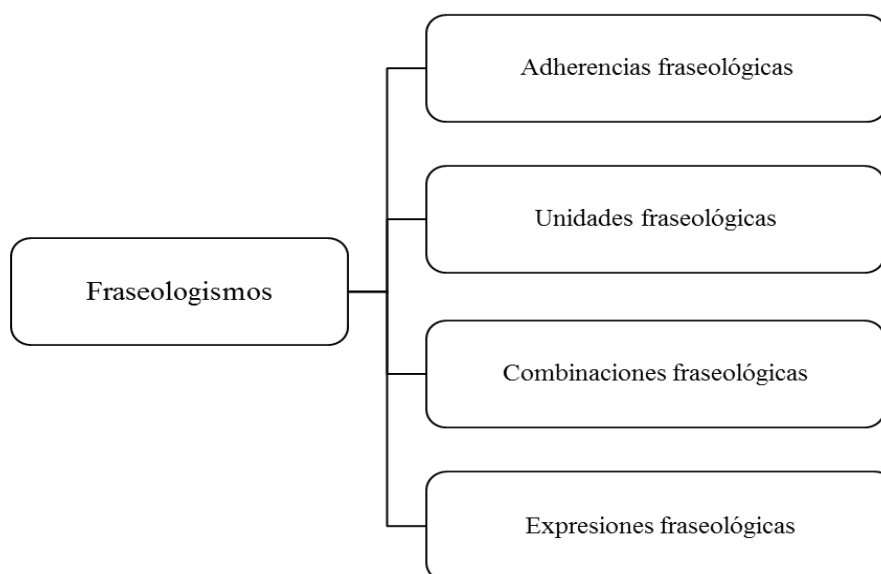 Fraseologismos
Adherencias fraseológicas
Unidades fraseológicas
Combinaciones fraseológicas
Expresiones fraseológicas